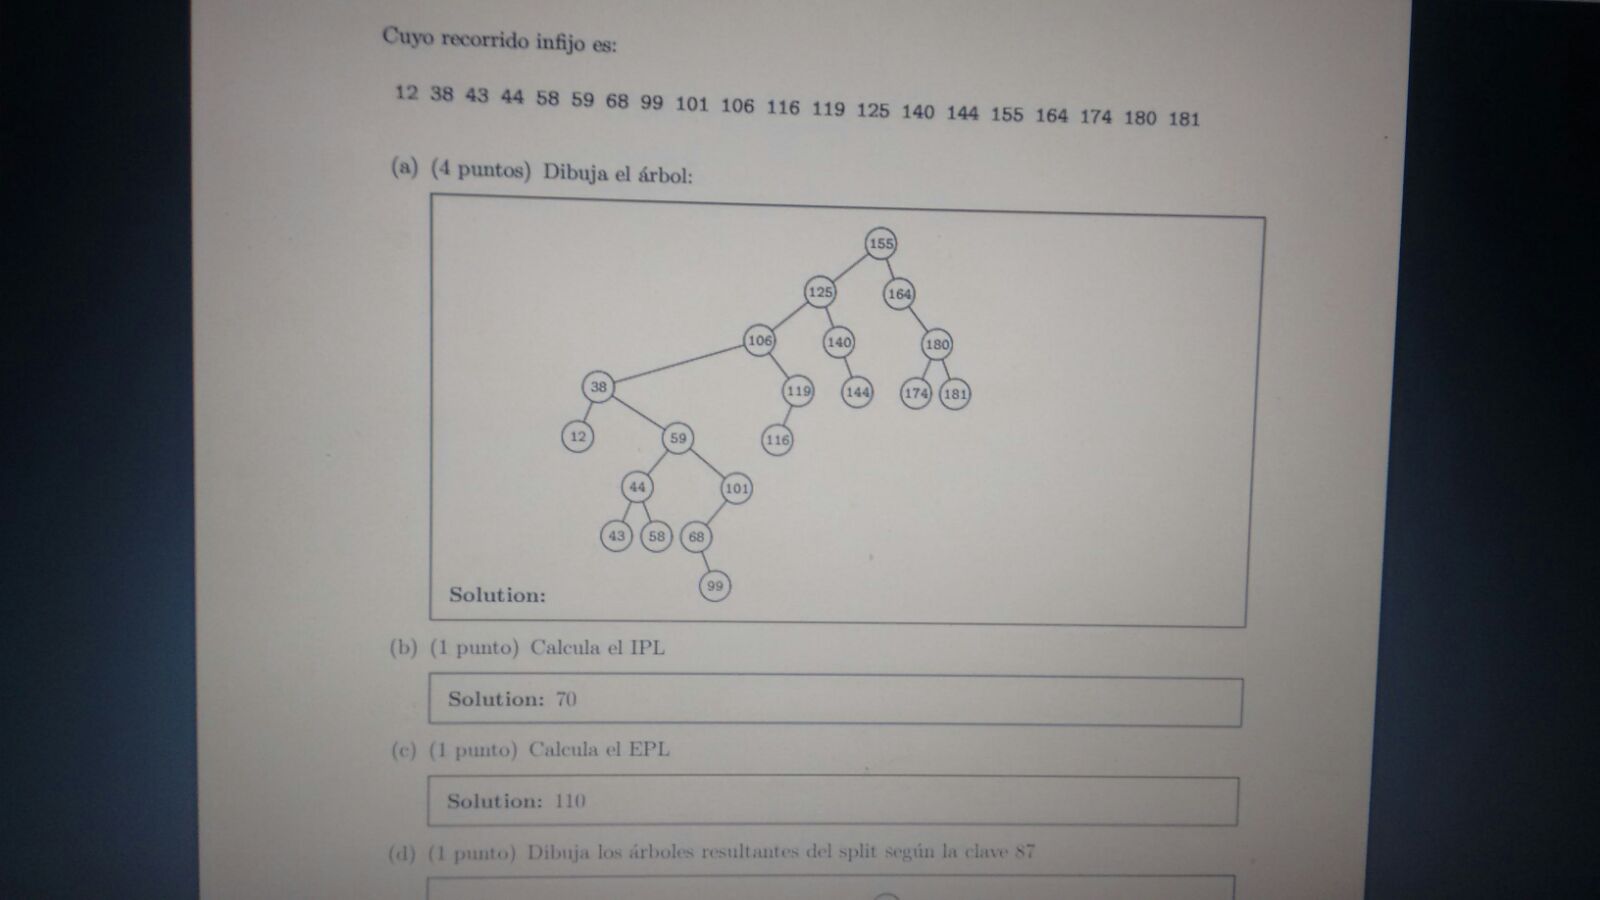 Cuyo recorrido infijo es:
12 38 43 44 58 59 68 99 101 106 116 119 125 140 144 155 164 174 180 181
(a) (4 puntos) Dibuja el árbol:
155
125 164
106 140 180
38 119 144 174 181
12 59 116
44 101
43 58 68
99
Solution:
(b) (1 punto) Calcula el IPL
Solution: 70
(c) (1 punto) Calcula el EPL
Solution: 110
(d) (1 punto) Dibuja los árboles resultantes del split según la clave 87